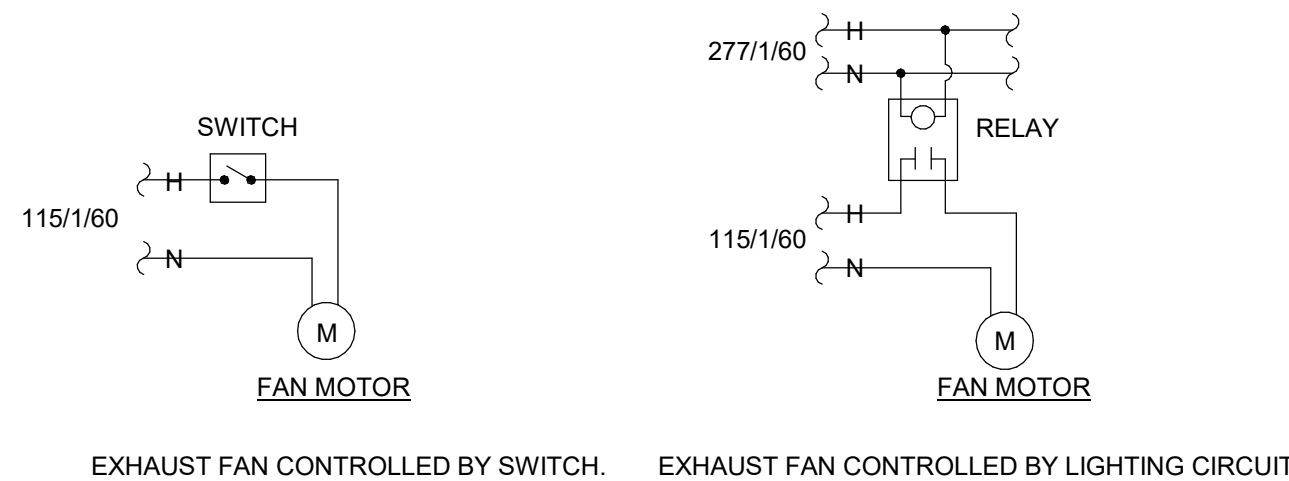 SWITCH
H
115/1/60
N
M
FAN MOTOR
EXHAUST FAN CONTROLLED BY SWITCH.
H
277/1/60
N
RELAY
H
115/1/60
N
M
FAN MOTOR
EXHAUST FAN CONTROLLED BY LIGHTING CIRCUIT